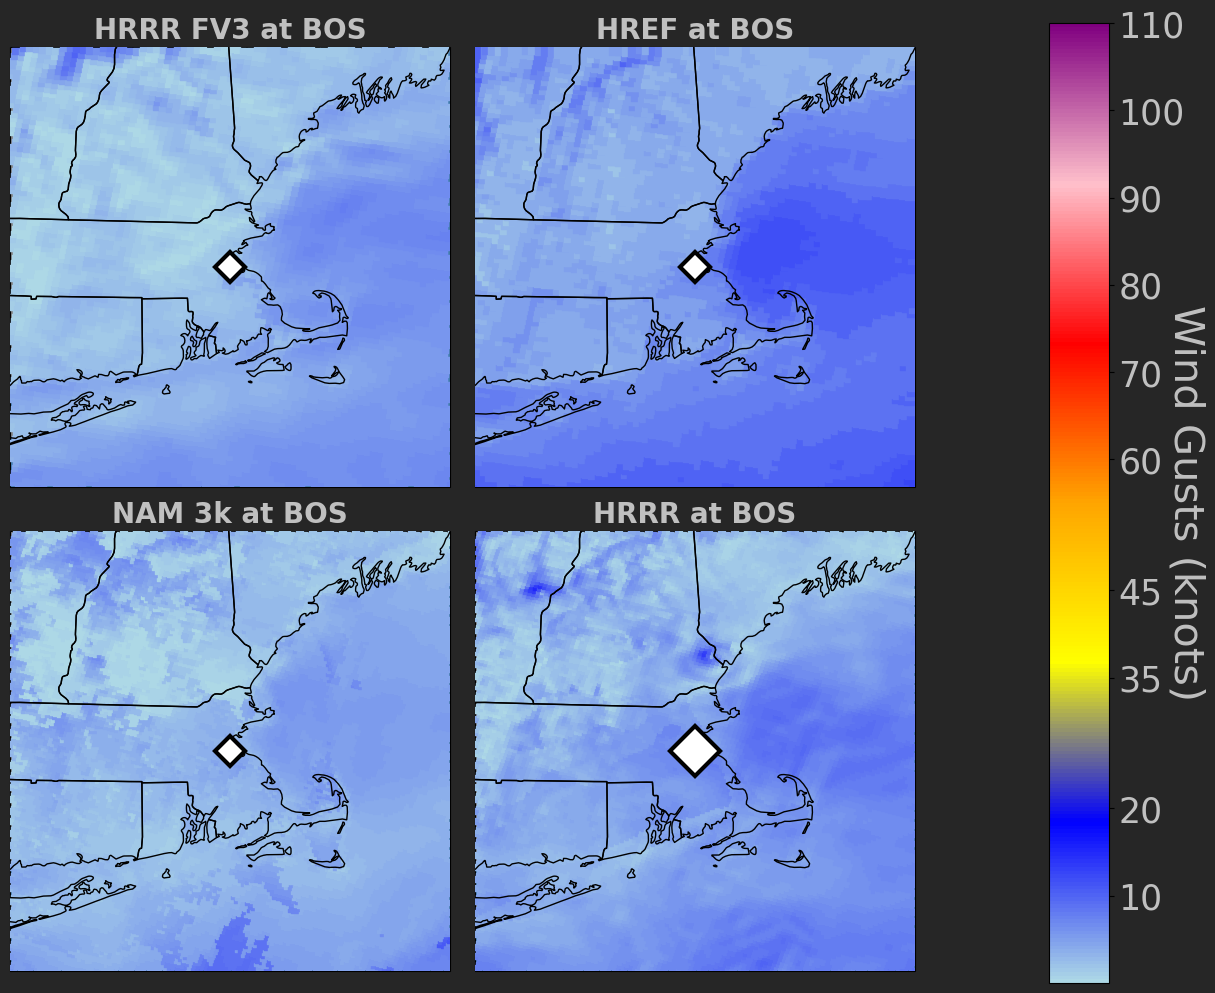 HRRR FV3 at BOS
HREF at BOS
NAM 3k at BOS
HRRR at BOS
110
100
90
80
70
60
45
35
20
10
Wind Gusts (knots)